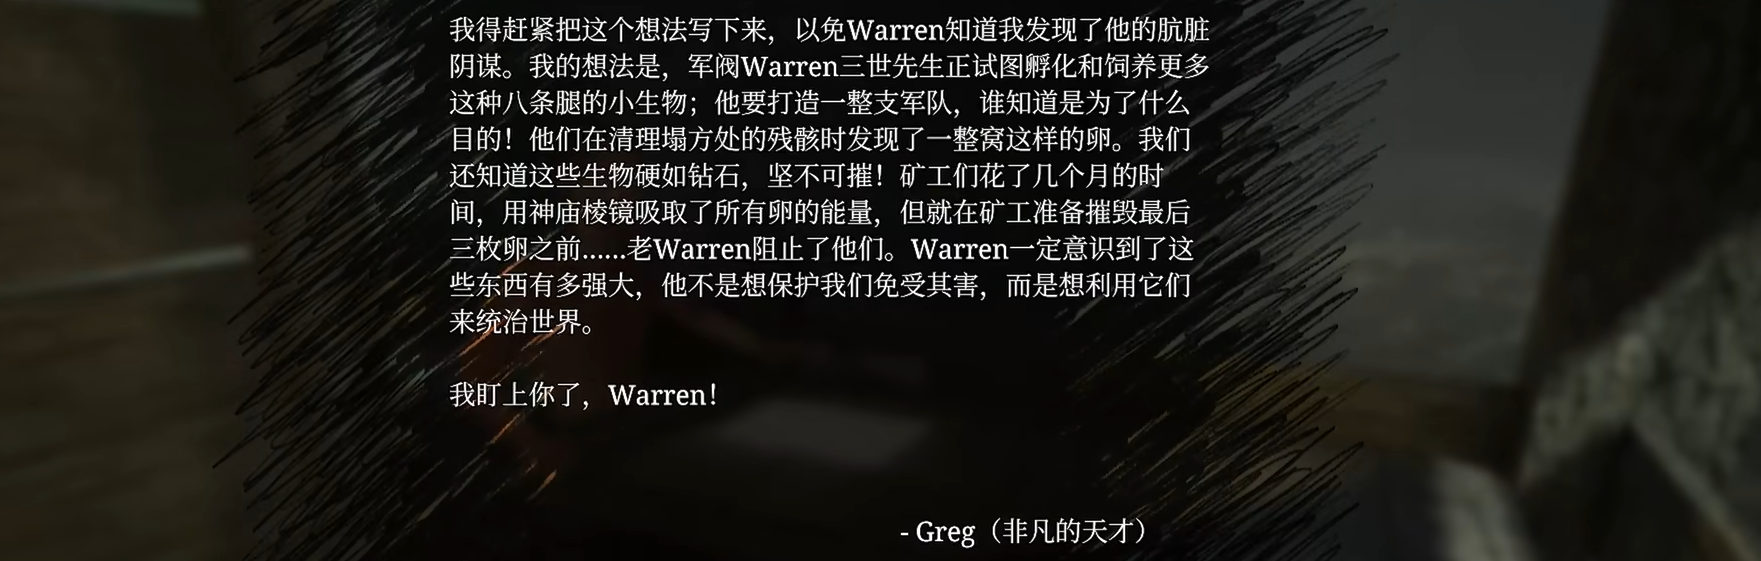 我得赶紧把这个想法写下来，以免Warren知道我发现了他的肮脏
阴谋。我的想法是，军阀Warren三世先生正试图孵化和饲养更多
这种八条腿的小生物；他要打造一整支军队，谁知道是为了什么
目的！他们在清理塌方处的残骸时发现了一整窝这样的卵。我们
还知道这些生物硬如钻石，坚不可摧！矿工们花了几个月的时
间，用神庙棱镜吸取了所有卵的能量，但就在矿工准备摧毁最后
三枚卵之前……老Warren阻止了他们。Warren一定意识到了这
些东西有多强大，他不是想保护我们免受其害，而是想利用它们
来统治世界。
我盯上你了，Warren！
- Greg（非凡的天才）